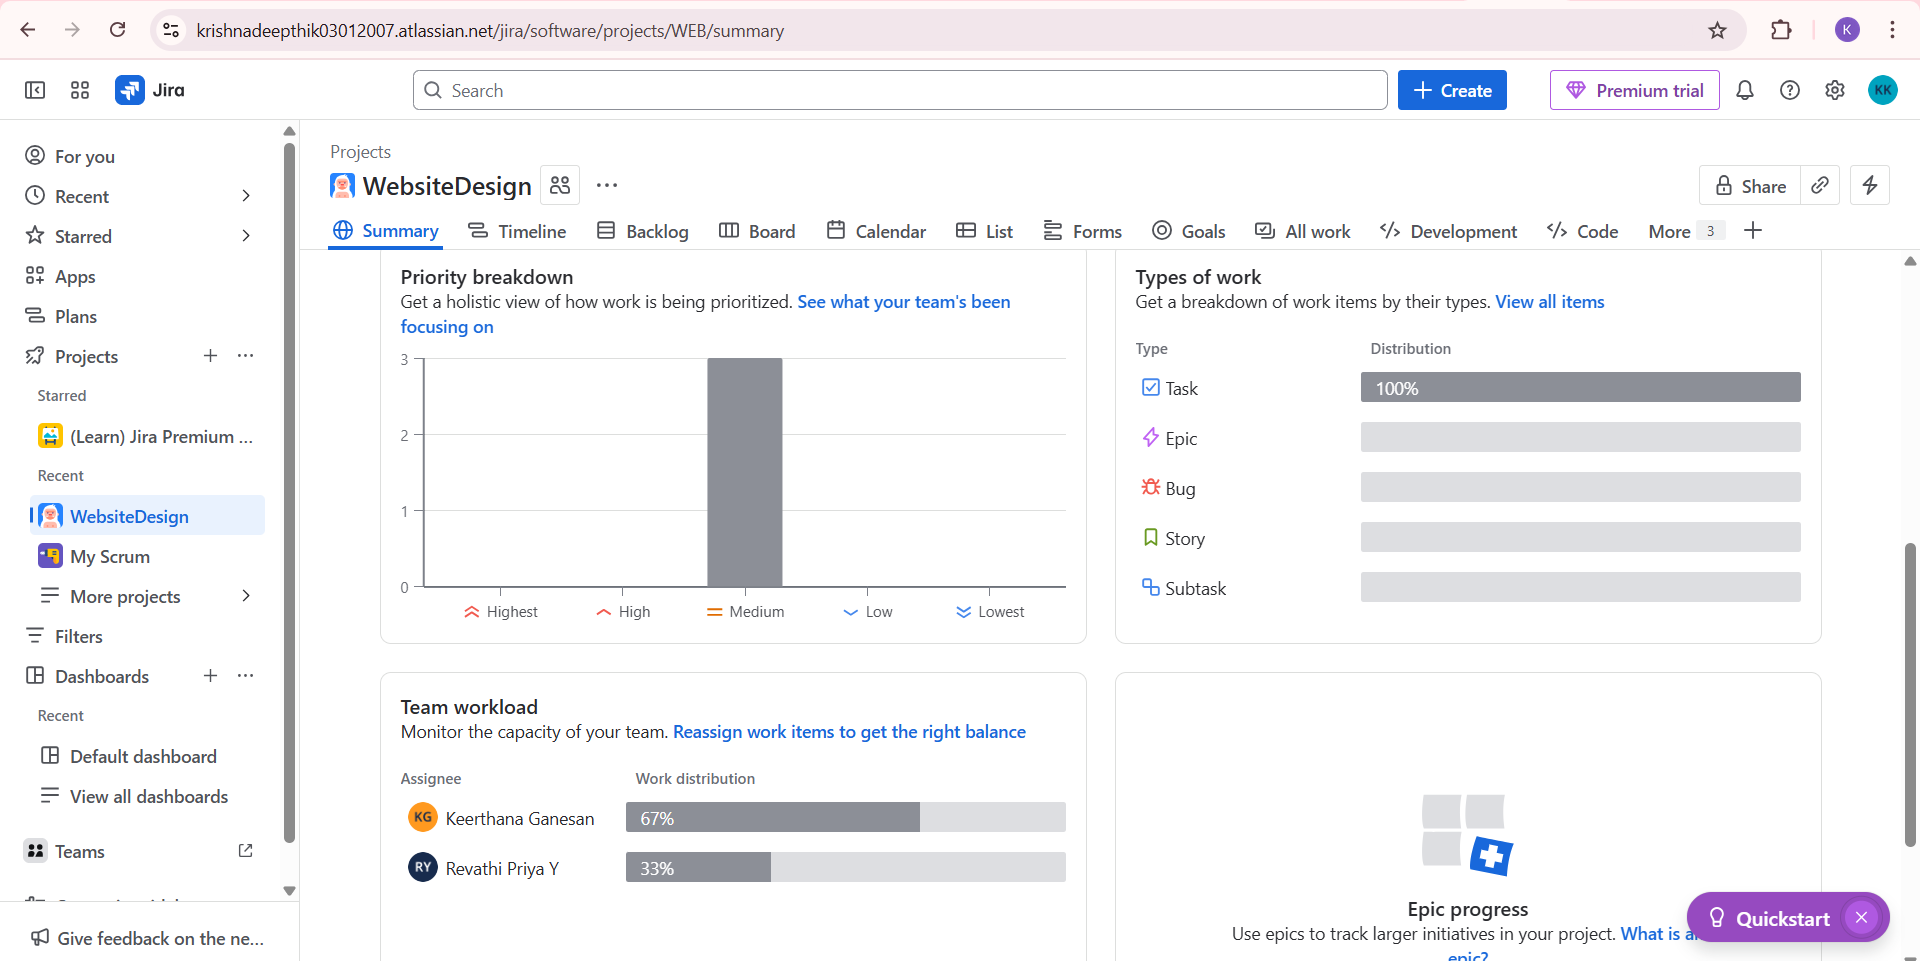 krishnadeepthik03012007.atlassian.net/jira/software/projects/WEB/summary
K
Jira
Search
Create
Premium trial
KK
For you
Recent
Starred
Apps
Plans
Projects
Starred
(Learn) Jira Premium ...
Recent
WebsiteDesign
My Scrum
More projects
Filters
Dashboards
Recent
Default dashboard
View all dashboards
Teams
Give feedback on the ne...
Projects
WebsiteDesign
Share
Summary
Timeline
Backlog
Board
Calendar
List
Forms
Goals
All work
Development
Code
More 3
Priority breakdown
Get a holistic view of how work is being prioritized. See what your team's been
focusing on
3
2
1
0
Highest
High
Medium
Low
Lowest
Types of work
Get a breakdown of work items by their types. View all items
Type
Distribution
Task
100%
Epic
Bug
Story
Subtask
Team workload
Monitor the capacity of your team. Reassign work items to get the right balance
Assignee
Work distribution
KG Keerthana Ganesan
67%
RY Revathi Priya Y
33%
Epic progress
Use epics to track larger initiatives in your project. What is
epic?
Quickstart